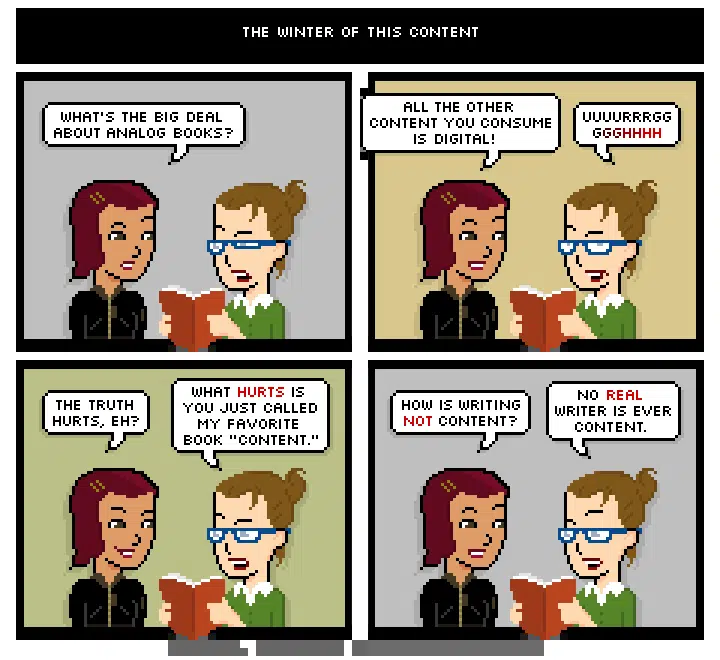 THE WINTER OF THIS CONTENT
WHAT'S THE BIG DEAL
ABOUT ANALOG BOOKS?
ALL THE OTHER
CONTENT YOU CONSUME
IS DIGITAL!
UUUURRRGG
GGGHHHH
THE TRUTH
HURTS, EH?
WHAT HURTS IS
YOU JUST CALLED
MY FAVORITE
BOOK "CONTENT."
HOW IS WRITING
NOT CONTENT?
NO REAL
WRITER IS EVER
CONTENT.